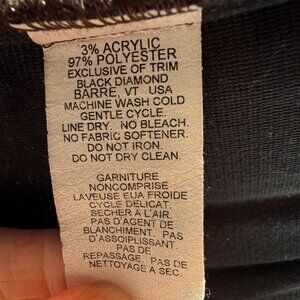 3% ACRYLIC
97% POLYESTER
EXCLUSIVE OF TRIM
BLACK DIAMOND
BARRE, VT USA
MACHINE WASH COLD
GENTLE CYCLE.
LINE DRY. NO BLEACH.
NO FABRIC SOFTENER.
DO NOT IRON.
DO NOT DRY CLEAN.
GARNITURE
NONCOMPRISE
LAVEUSE EUA FROIDE
CYCLE DELICAT.
SECHER À L'AIR.
PAS D'AGENT DE
BLANCHIMENT. PAS
D'ASSOIPLISSANT.
PAS DE
REPASSAGE. PAS DE
NETTOYAGE A SEC